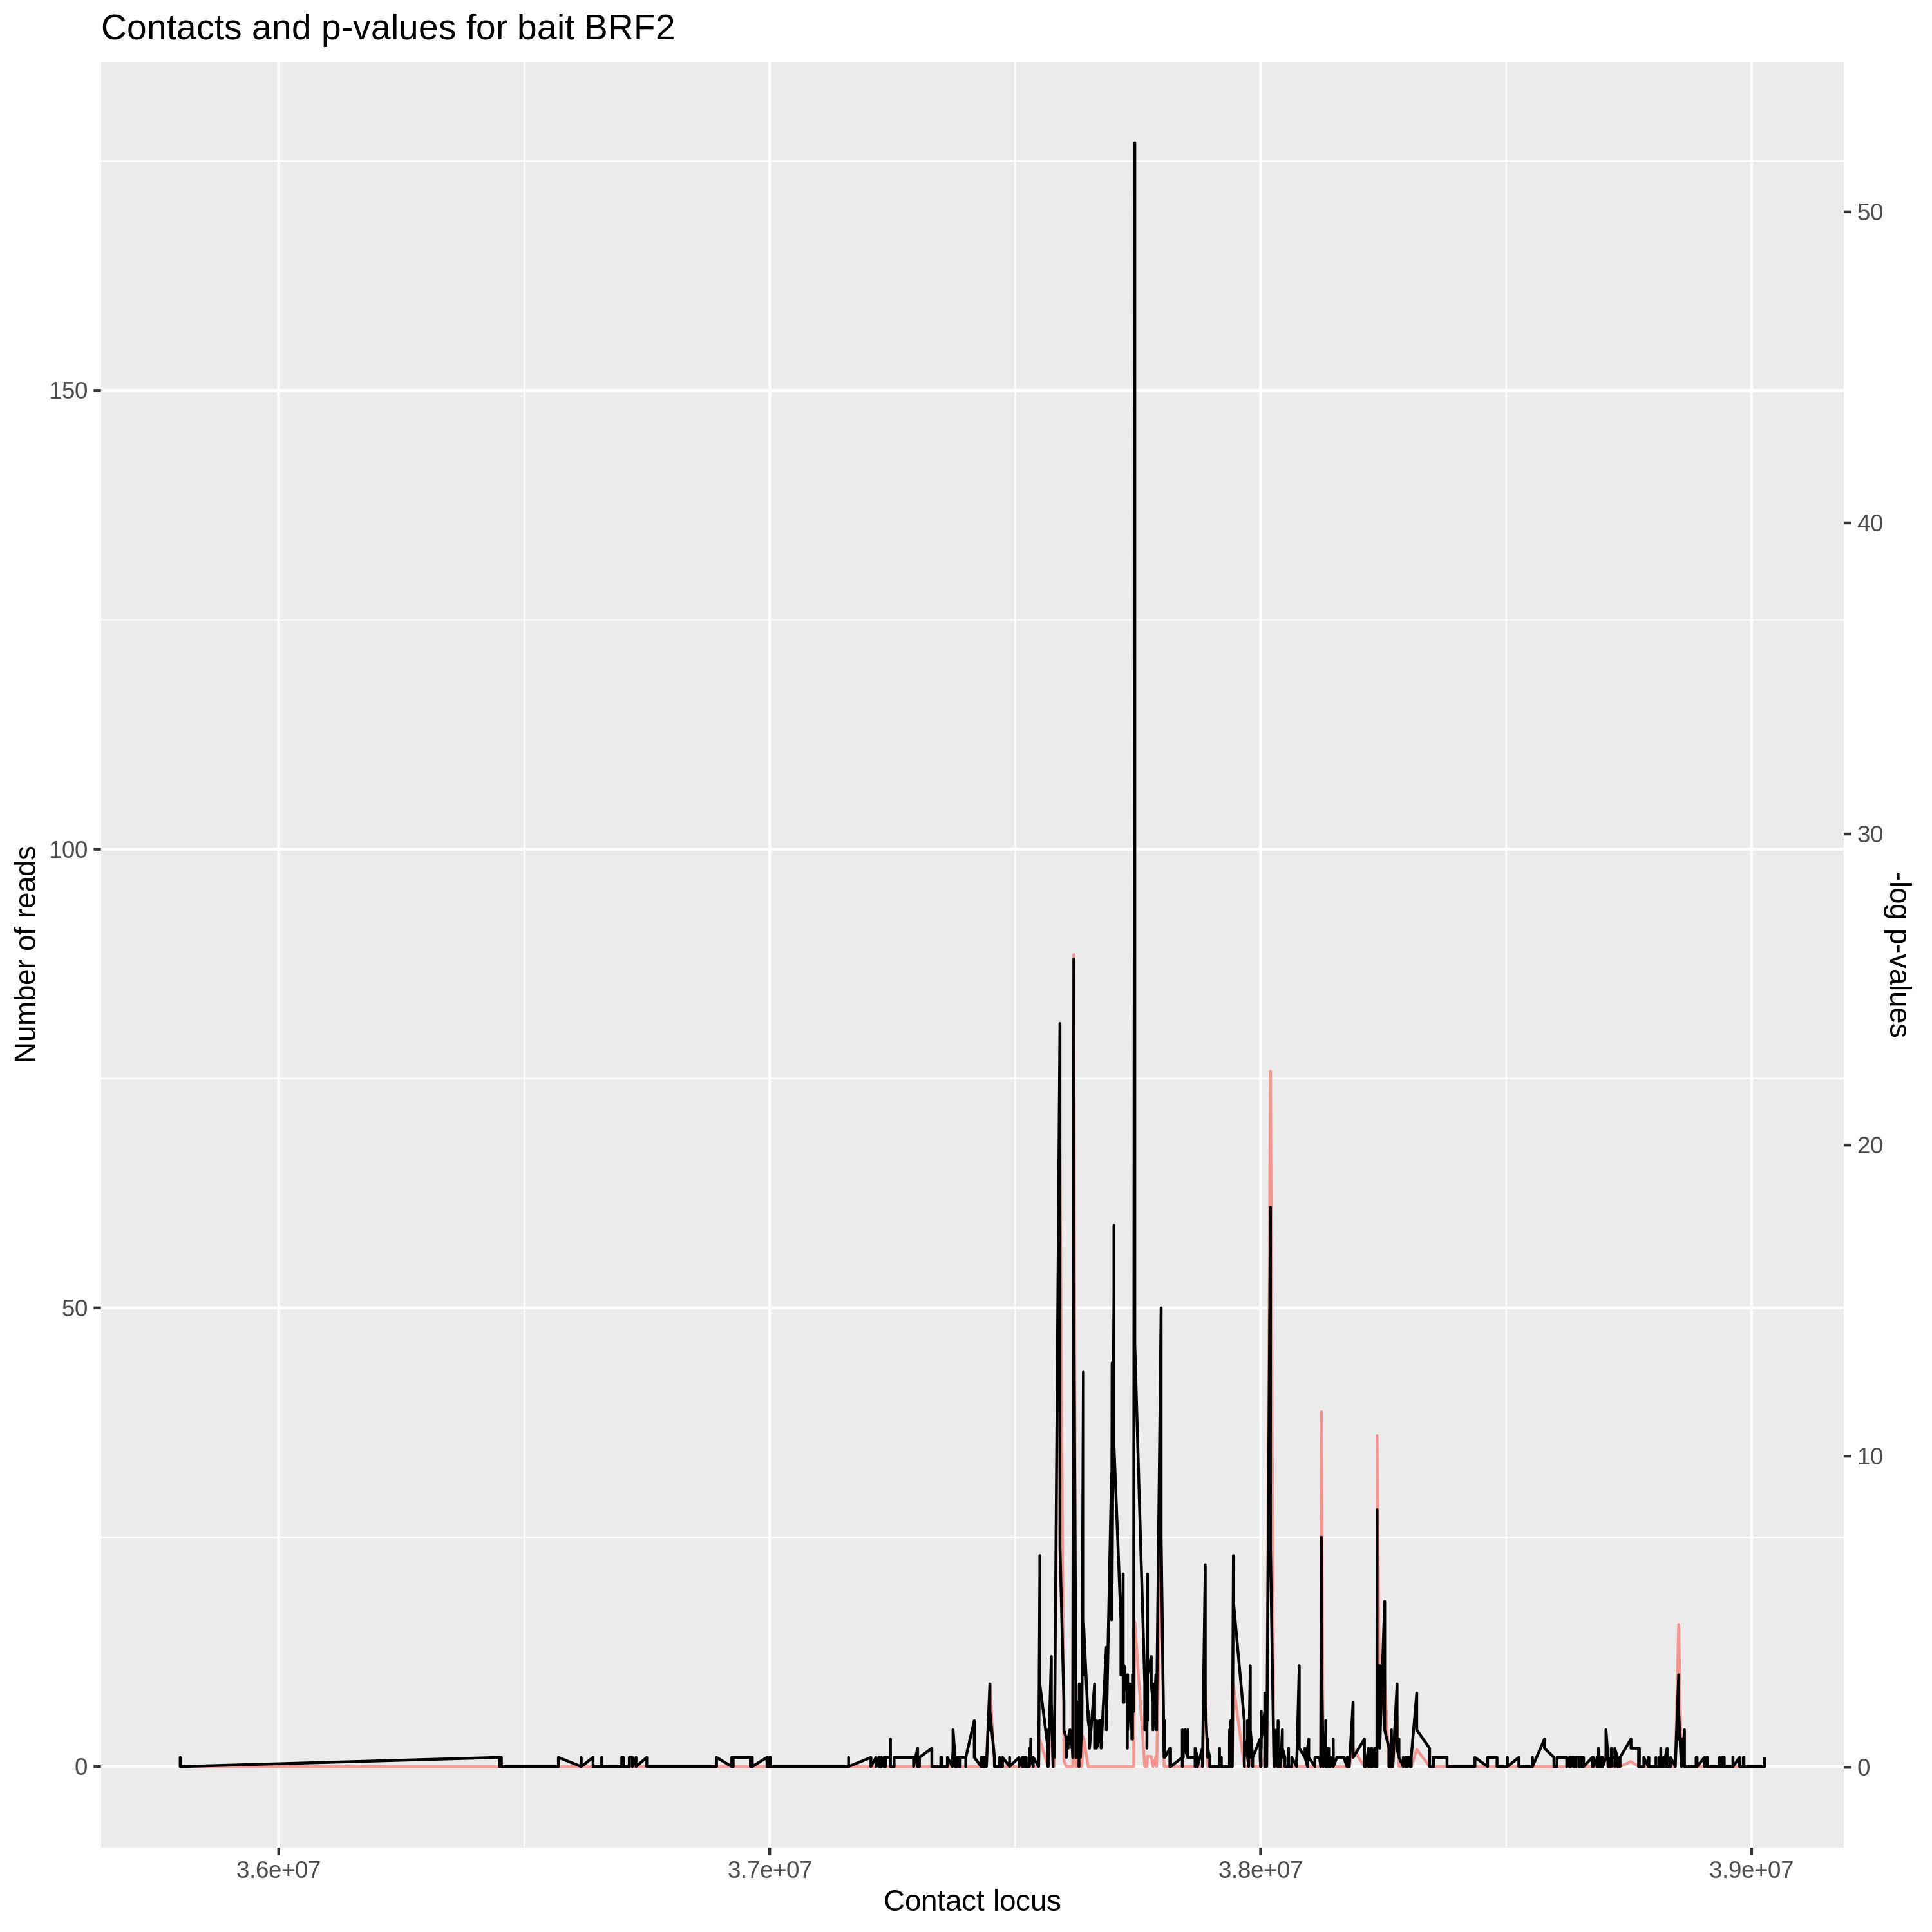 Contacts and p-values for bait BRF2
Number of reads
150
100
50
0
50
40
30
20
10
0
-log p-values
3.6e+07
3.7e+07
3.8e+07
3.9e+07
Contact locus